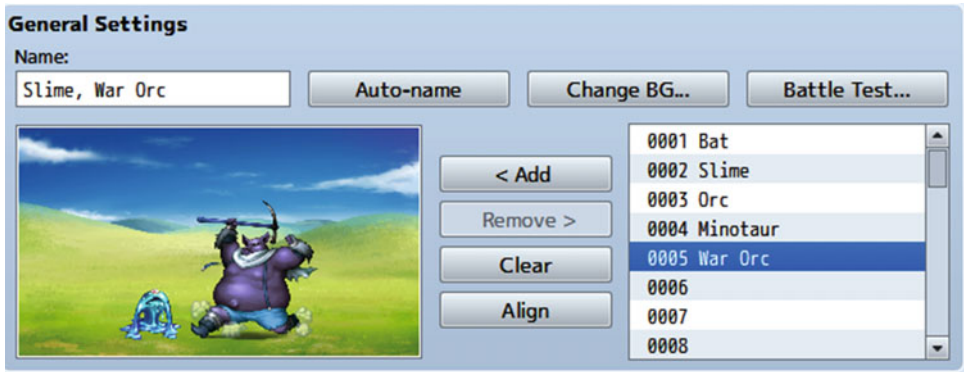 General Settings
Name:
Slime, War Orc
Auto-name
Change BG...
Battle Test...
< Add
Remove >
Clear
Align
0001 Bat
0002 Slime
0003 Orc
0004 Minotaur
0005 War Orc
0006
0007
0008